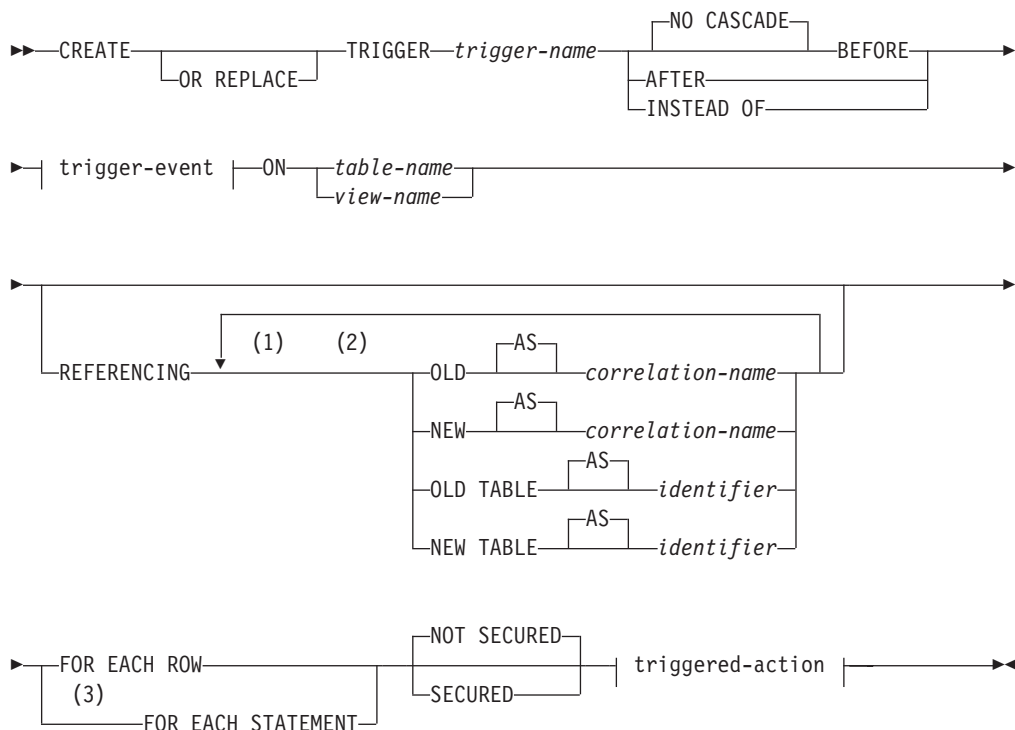 NO CASCADE
CREATE TRIGGER trigger-name BEFORE
OR REPLACE AFTER
INSTEAD OF
trigger-event ON table-name
view-name
(1) (2) AS
REFERENCING OLD correlation-name
AS
NEW correlation-name
AS
OLD TABLE identifier
AS
NEW TABLE identifier
NOT SECURED
FOR EACH ROW triggered-action
(3) SECURED
FOR EACH STATEMENT